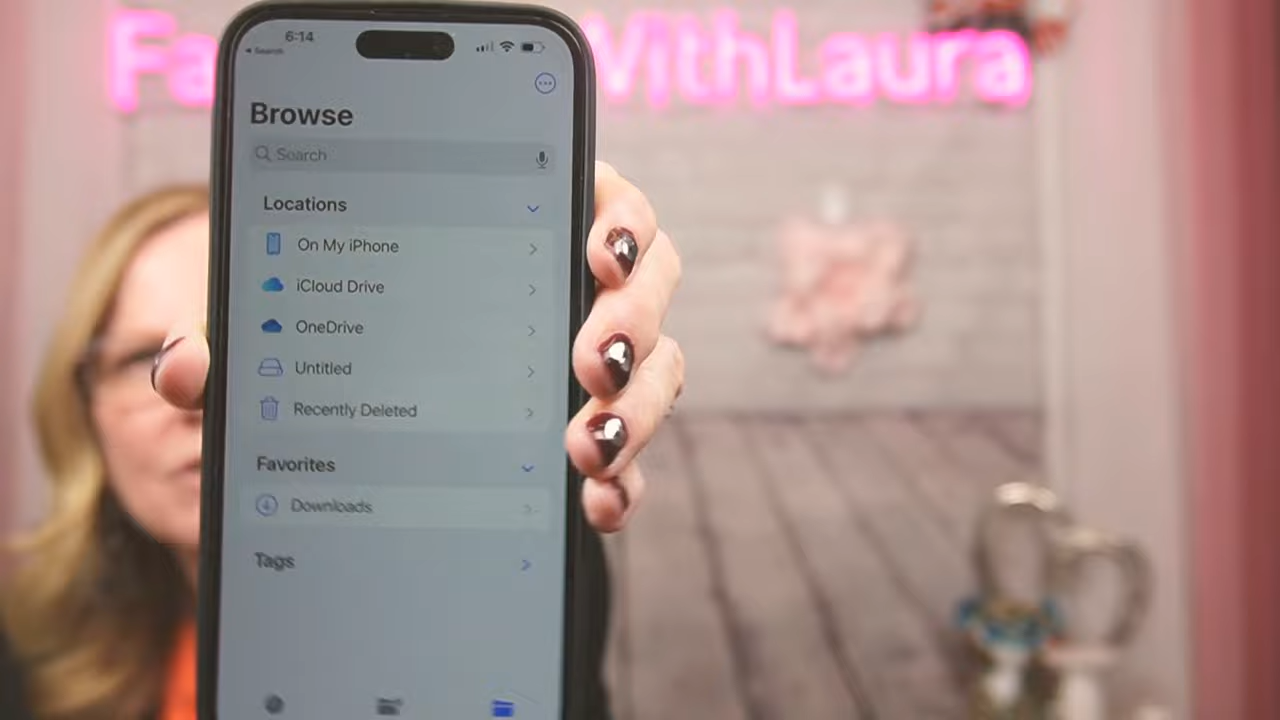 Fa WithLaura
6:14
Search
Browse
Search
Locations
On My iPhone
iCloud Drive
OneDrive
Untitled
Recently Deleted
Favorites
Downloads
Tags